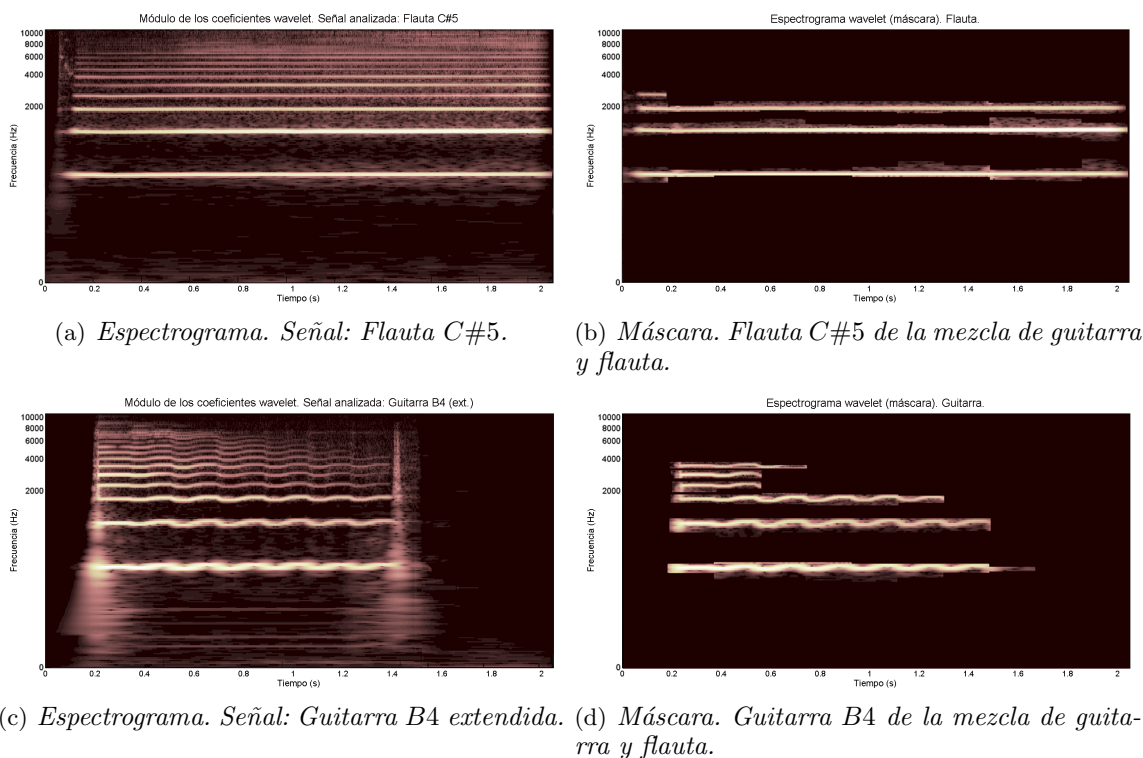 Módulo de los coeficientes wavelet. Señal analizada: Flauta C#5
10000
8000
6000
4000
2000
0
Frecuencia (Hz)
0 0.2 0.4 0.6 0.8 1 1.2 1.4 1.6 1.8 2
Tiempo (s)
(a) Espectrograma. Señal: Flauta C#5.
Espectrograma wavelet (máscara). Flauta.
10000
8000
6000
4000
2000
0
Frecuencia (Hz)
0 0.2 0.4 0.6 0.8 1 1.2 1.4 1.6 1.8 2
Tiempo (s)
(b) Máscara. Flauta C#5 de la mezcla de guitarra
y flauta.
Módulo de los coeficientes wavelet. Señal analizada: Guitarra B4 (ext.)
10000
8000
6000
4000
2000
0
Frecuencia (Hz)
0 0.2 0.4 0.6 0.8 1 1.2 1.4 1.6 1.8 2
Tiempo (s)
(c) Espectrograma. Señal: Guitarra B4 extendida.
Espectrograma wavelet (máscara). Guitarra.
10000
8000
6000
4000
2000
0
Frecuencia (Hz)
0 0.2 0.4 0.6 0.8 1 1.2 1.4 1.6 1.8 2
Tiempo (s)
(d) Máscara. Guitarra B4 de la mezcla de guita-
rra y flauta.